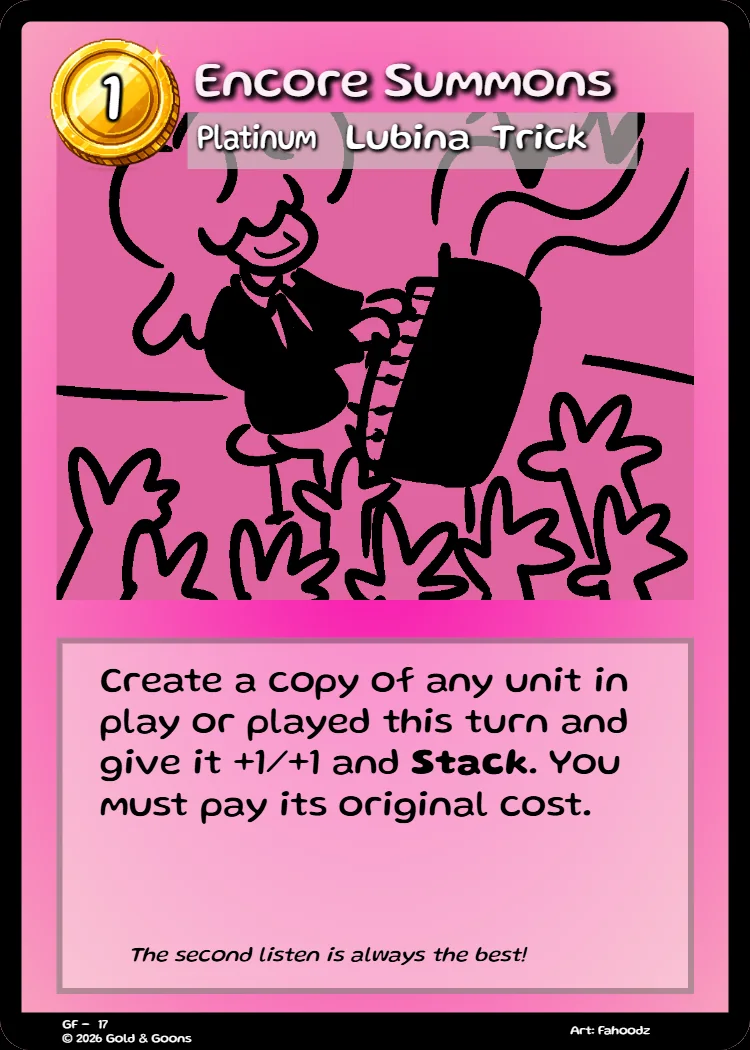 1
Encore Summons
Platinum Lubina Trick
Create a copy of any unit in
play or played this turn and
give it +1/+1 and Stack. You
must pay its original cost.
The second listen is always the best!
GF - 17
© 2026 Gold & Goons
Art: Fahoodz